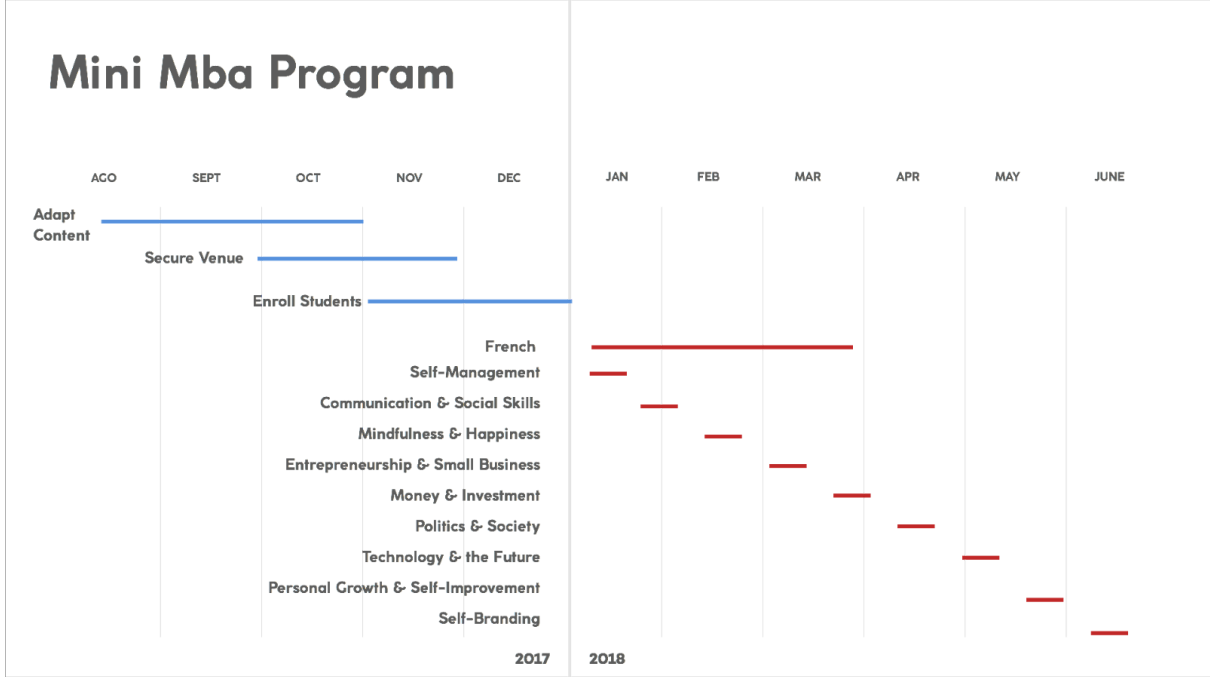 Mini Mba Program
AGO SEPT OCT NOV DEC JAN FEB MAR APR MAY JUNE
Adapt
Content
Secure Venue
Enroll Students
French
Self-Management
Communication & Social Skills
Mindfulness & Happiness
Entrepreneurship & Small Business
Money & Investment
Politics & Society
Technology & the Future
Personal Growth & Self-Improvement
Self-Branding
2017 2018